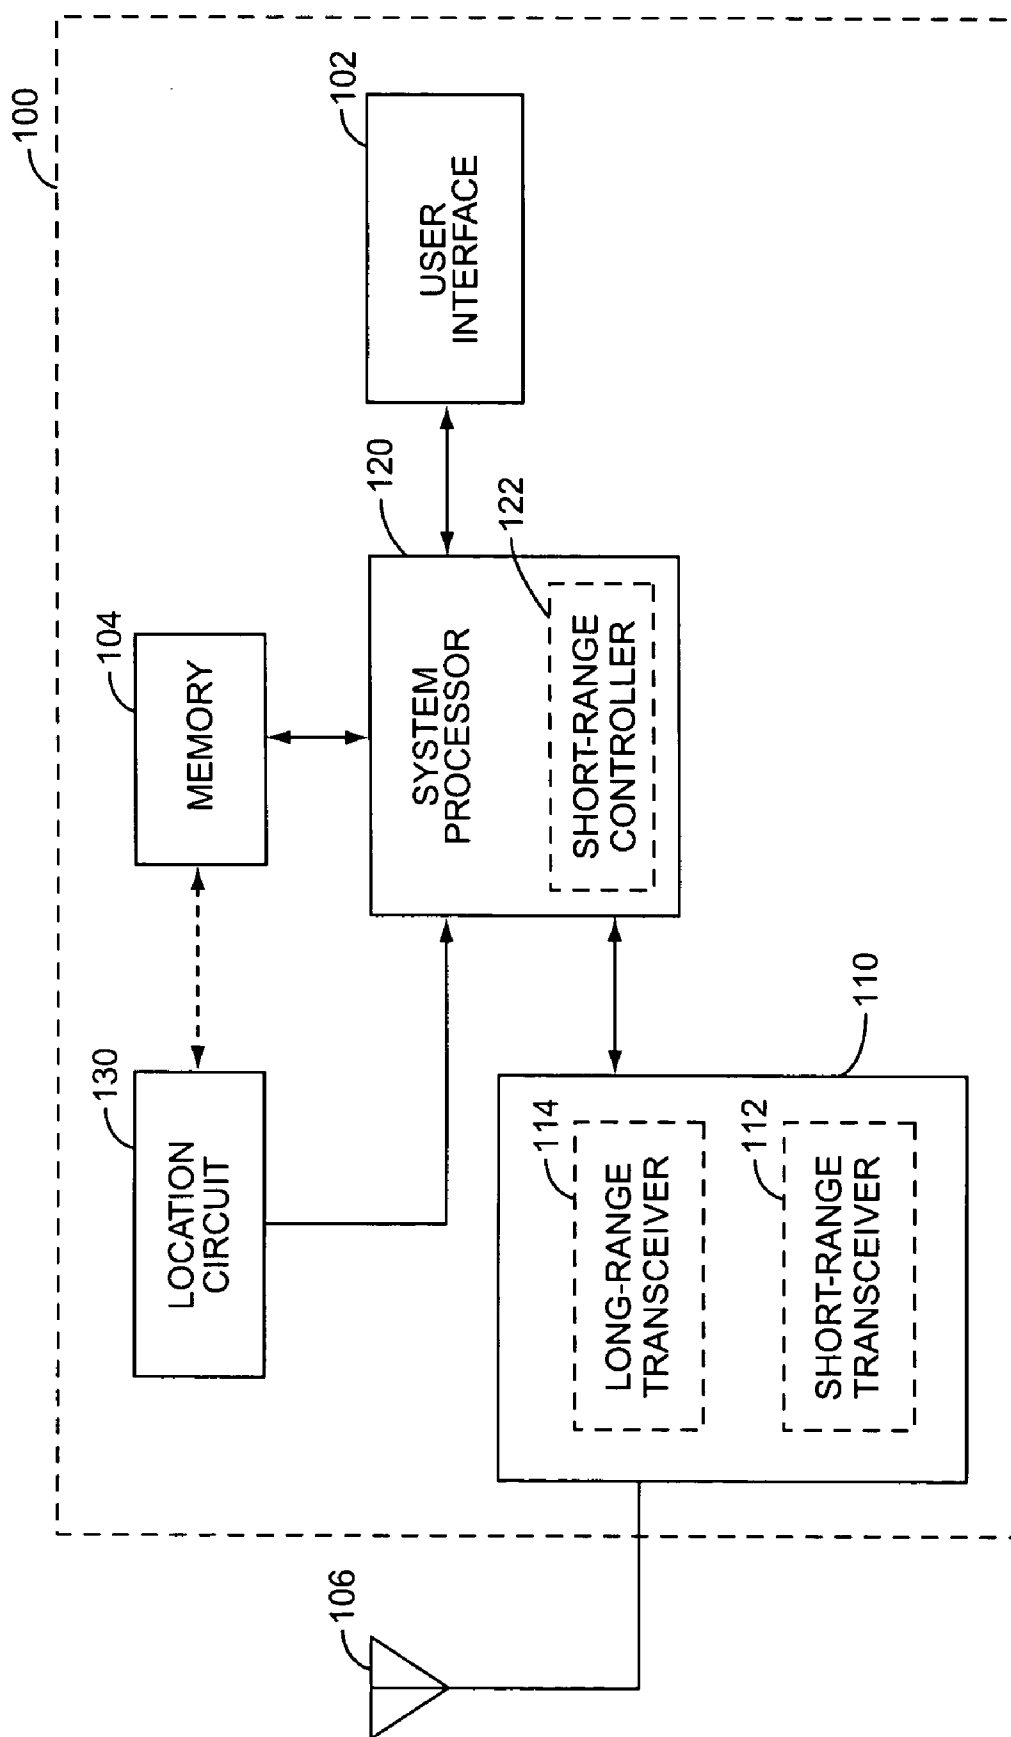 100
130
LOCATION
CIRCUIT
104
MEMORY
102
USER
INTERFACE
120
SYSTEM
PROCESSOR
122
SHORT-RANGE
CONTROLLER
106
110
114
LONG-RANGE
TRANSCEIVER
112
SHORT-RANGE
TRANSCEIVER